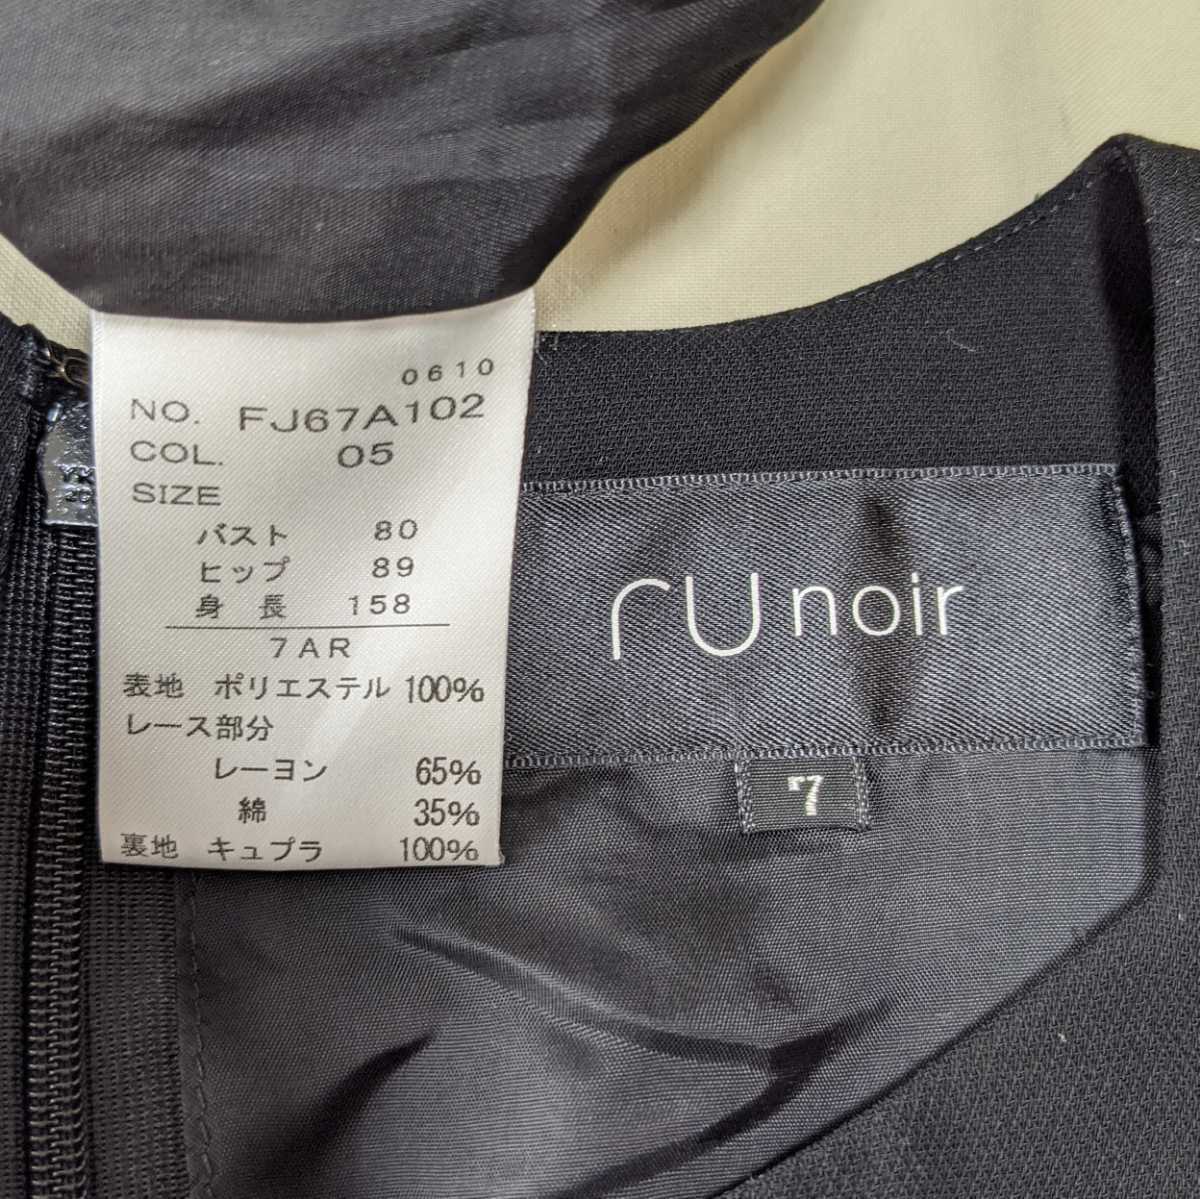 0610
NO. FJ67A102
COL. 05
SIZE
バスト 80
ヒップ 89
身長 158
7AR
表地 ポリエステル 100%
レース部分
レーヨン 65%
綿 35%
裏地 キュプラ 100%
rU noir
7